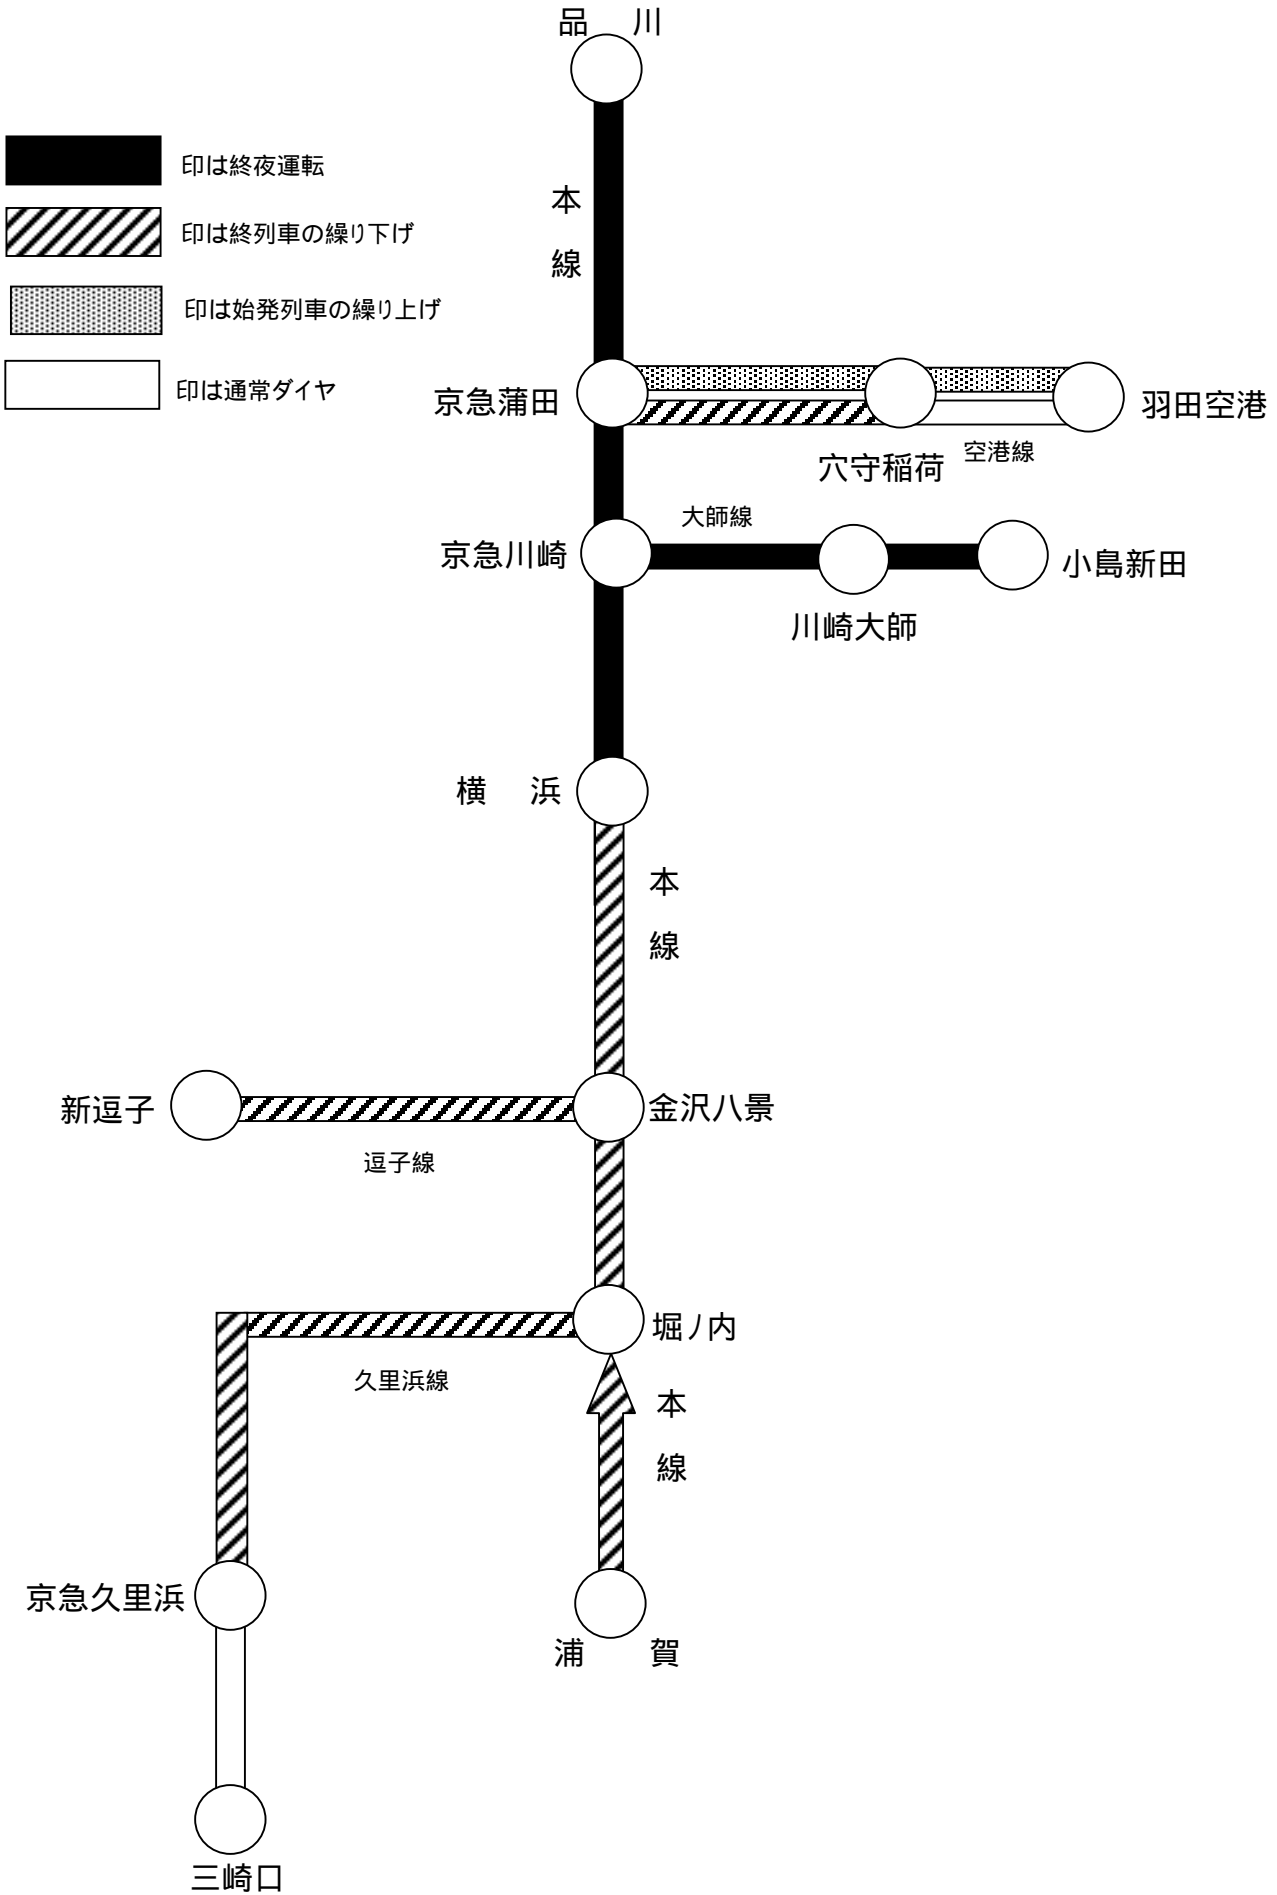 品 川
印は終夜運転
本
線
印は終列車の繰り下げ
印は始発列車の繰り上げ
印は通常ダイヤ
京急蒲田
羽田空港
穴守稲荷
空港線
大師線
京急川崎
小島新田
川崎大師
横 浜
本
線
新逗子
金沢八景
逗子線
堀ノ内
久里浜線
本
線
京急久里浜
浦 賀
三崎口